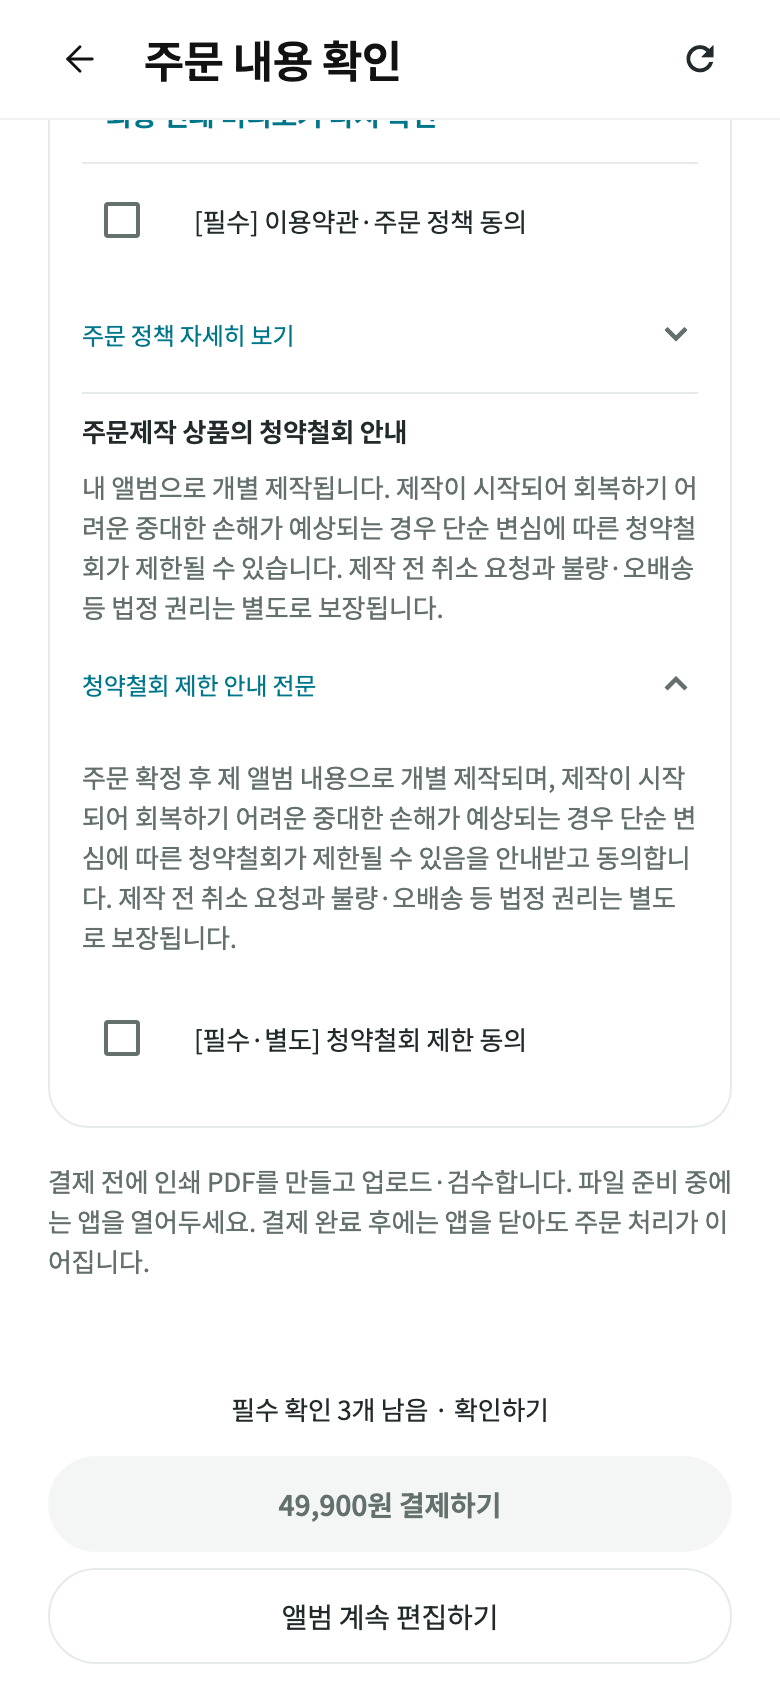 주문 내용 확인
[필수] 이용약관·주문 정책 동의
주문 정책 자세히 보기
주문제작 상품의 청약철회 안내
내 앨범으로 개별 제작됩니다. 제작이 시작되어 회복하기 어
려운 중대한 손해가 예상되는 경우 단순 변심에 따른 청약철
회가 제한될 수 있습니다. 제작 전 취소 요청과 불량·오배송
등 법정 권리는 별도로 보장됩니다.
청약철회 제한 안내 전문
주문 확정 후 제 앨범 내용으로 개별 제작되며, 제작이 시작
되어 회복하기 어려운 중대한 손해가 예상되는 경우 단순 변
심에 따른 청약철회가 제한될 수 있음을 안내받고 동의합니
다. 제작 전 취소 요청과 불량·오배송 등 법정 권리는 별도
로 보장됩니다.
[필수·별도] 청약철회 제한 동의
결제 전에 인쇄 PDF를 만들고 업로드·검수합니다. 파일 준비 중에
는 앱을 열어두세요. 결제 완료 후에는 앱을 닫아도 주문 처리가 이
어집니다.
필수 확인 3개 남음 · 확인하기
49,900원 결제하기
앨범 계속 편집하기